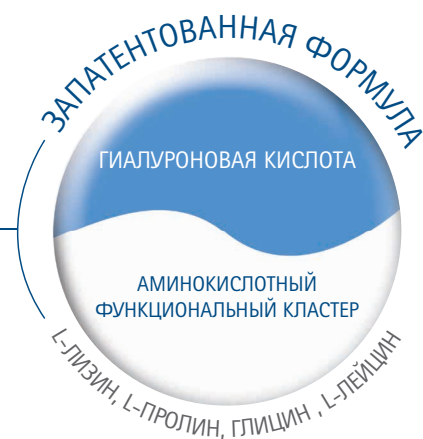 ЗАПАТЕНТОВАННАЯ ФОРМУЛА
ГИАЛУРОНОВАЯ КИСЛОТА
АМИНОКИСЛОТНЫЙ
ФУНКЦИОНАЛЬНЫЙ КЛАСТЕР
L-ЛИЗИН, L-ПРОЛИН, ГЛИЦИН , L-ЛЕЙЦИН